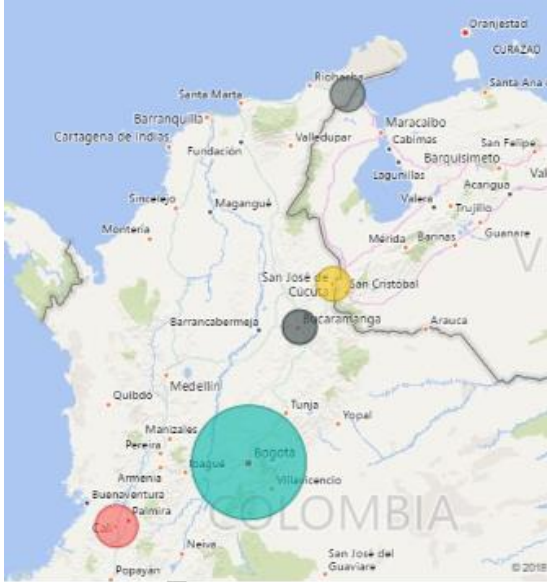 Oranjestad
CURAZAO
Riohacha
Santa Ana
Santa Marta
Barranquilla
Maracaibo
Cartagena de Indias
Cabimas
San Felipe
Fundación
Valledupar
Barquisimeto
Lagunillas
Acarigua
Val
Sincelejo
Magangué
Valera
Trujillo
Montería
Mérida
Barinas
Guanare
V
San José de
Cúcuta
San Cristóbal
Bucaramanga
Barrancabermeja
Arauca
Medellín
Quibdó
Tunja
Yopal
Manizales
Pereira
Bogotá
Ibagué
Armenia
Villavicencio
Buenaventura
Palmira
Cali
COLOMBIA
Neiva
San José del
Guaviare
Popayán
© 2018